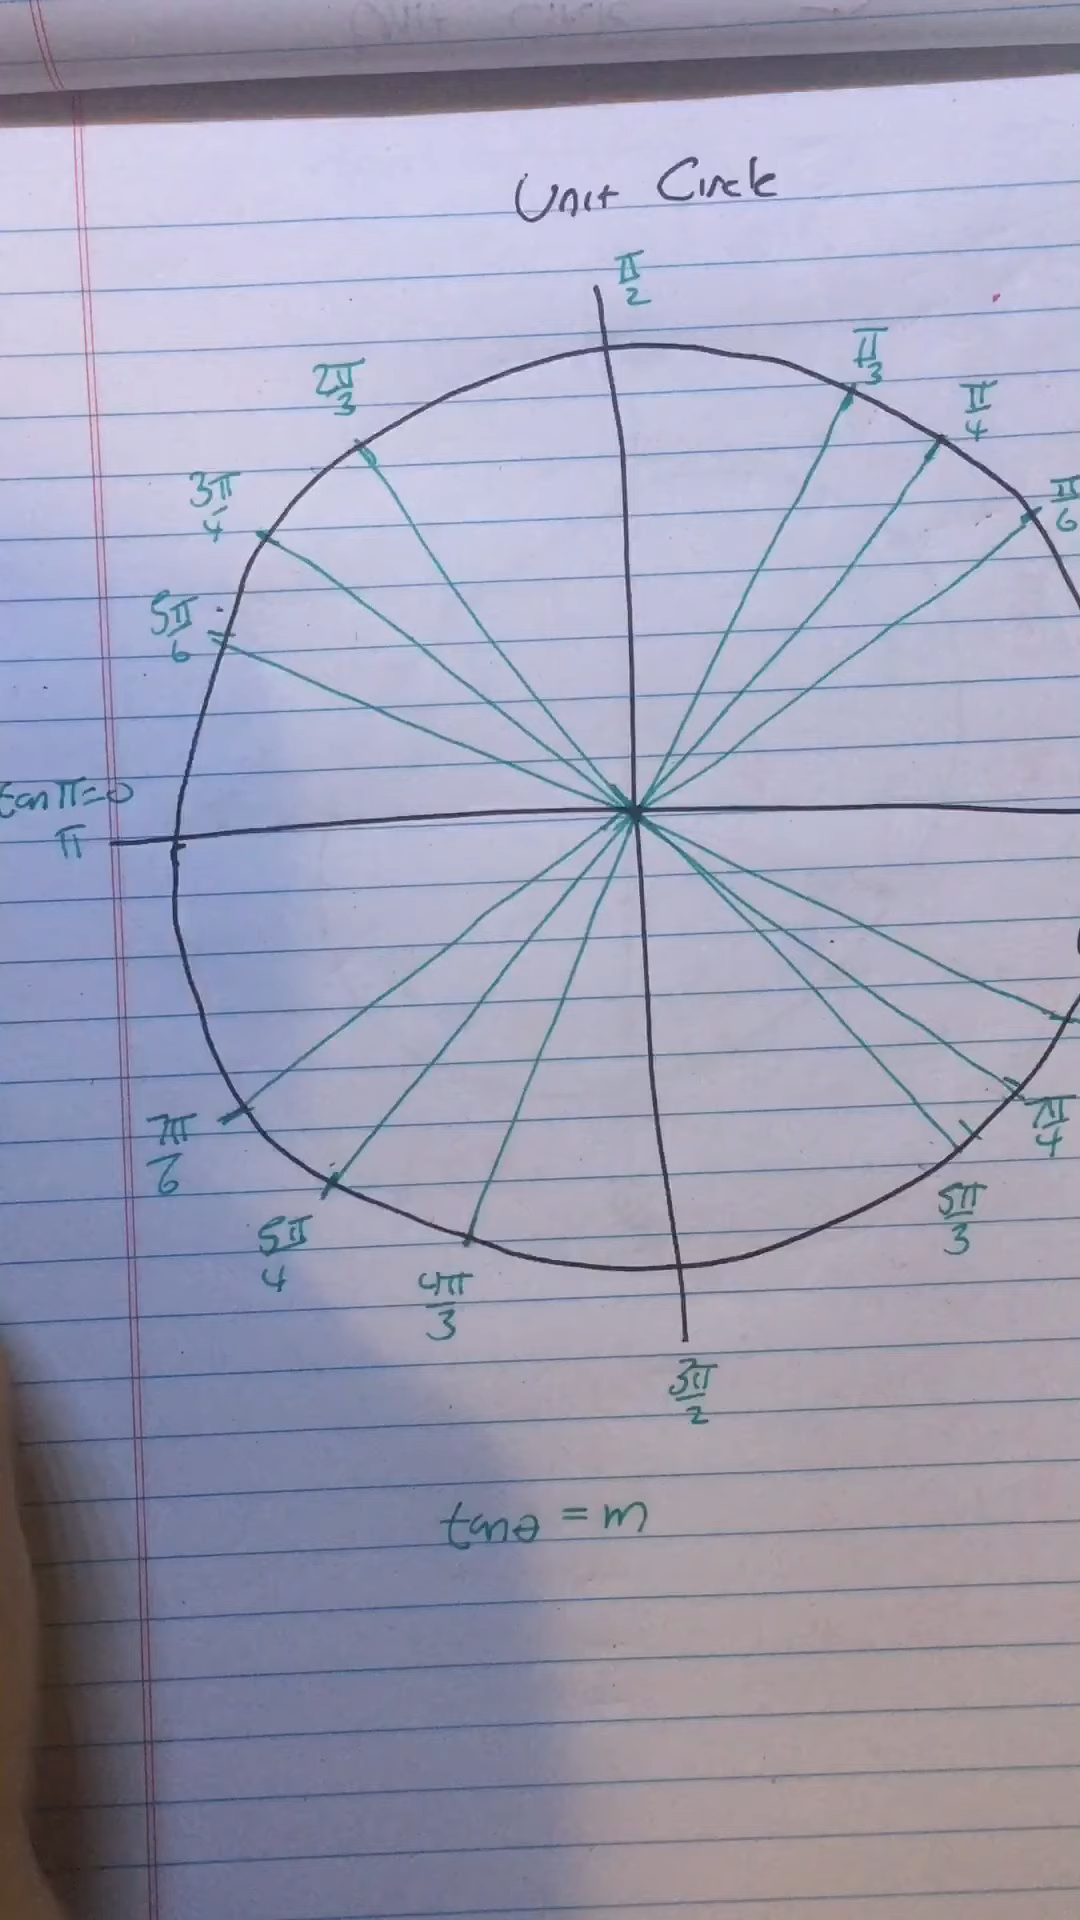 Unit Circle
π/2
π/3
2π/3
π/4
3π/4
π/6
5π/6
tan π=0
π
7π/4
7π/6
5π/3
5π/4
4π/3
3π/2
tanθ = m